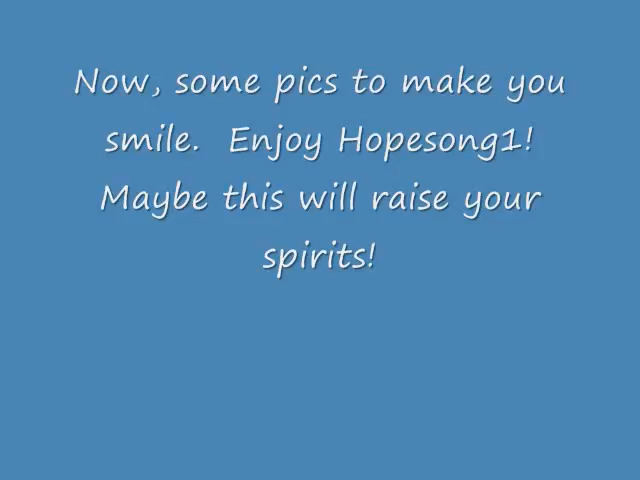 Now, some pics to make you
smile.  Enjoy Hopesong1!
Maybe this will raise your
spirits!